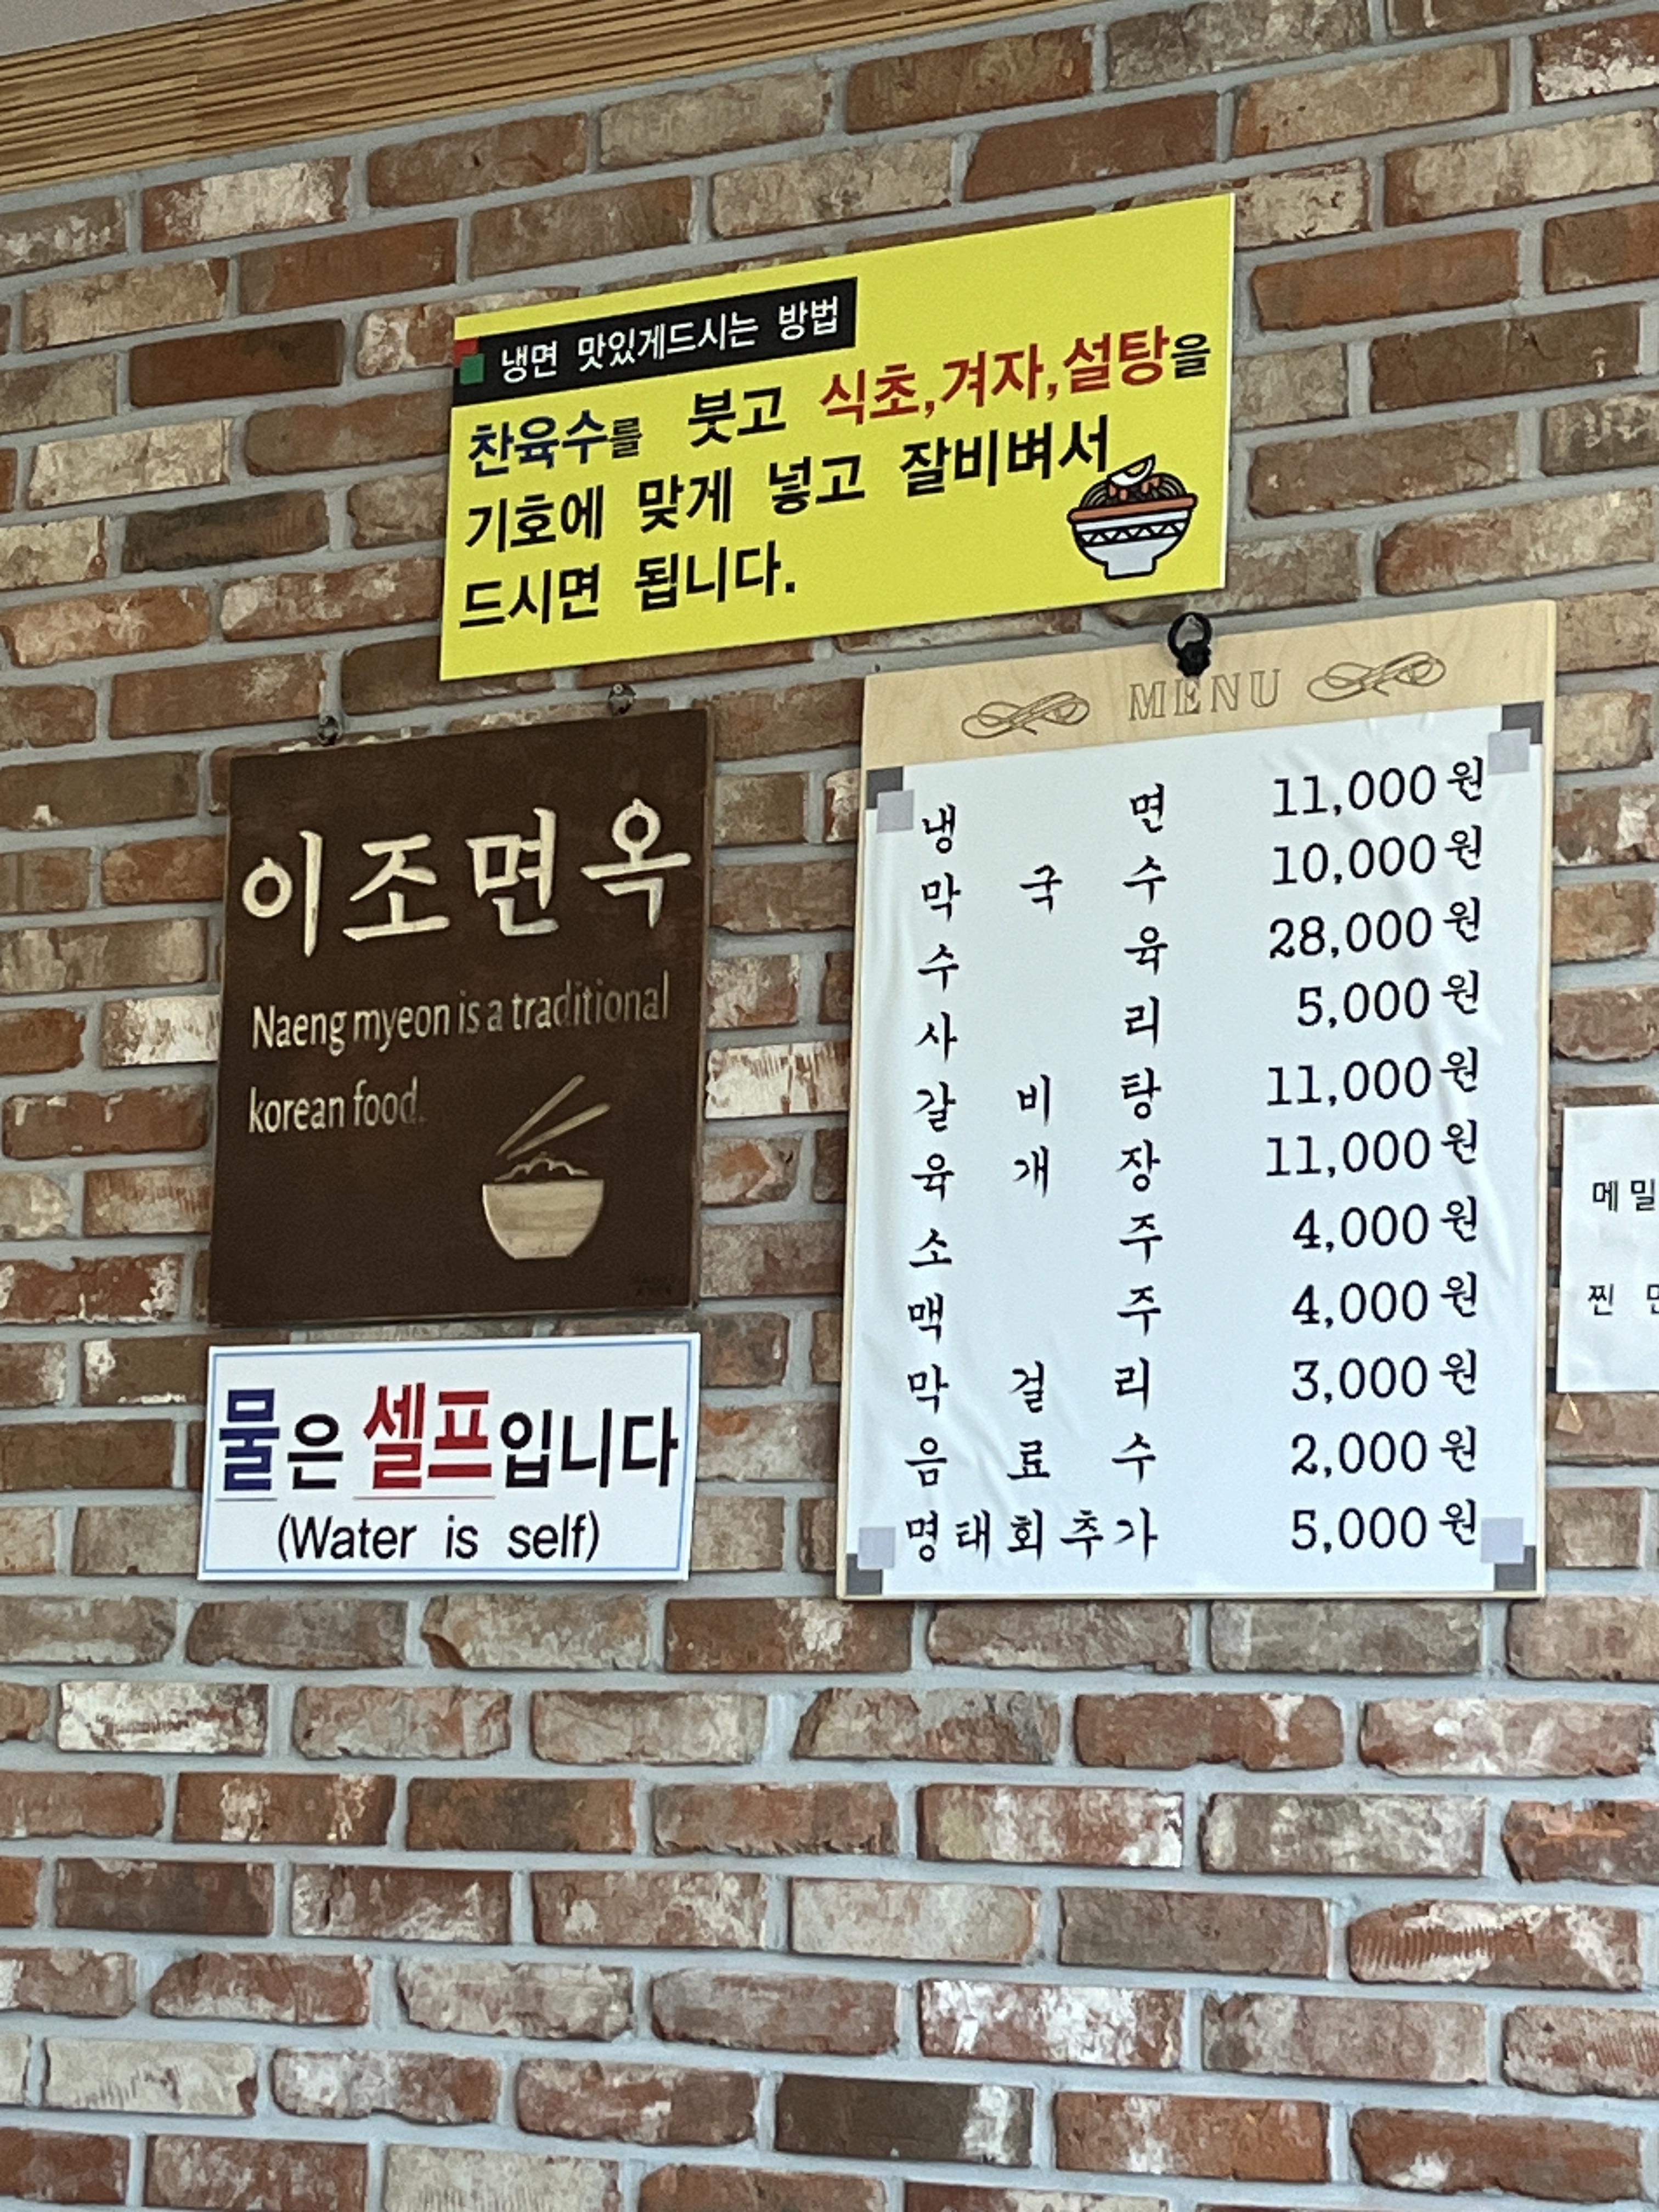 냉면 맛있게드시는 방법
찬육수를 붓고 식초,겨자,설탕을
기호에 맞게 넣고 잘비벼서
드시면 됩니다.
이조면옥
Naeng myeon is a traditional
korean food.
물은 셀프입니다
(Water is self)
MENU
냉면 11,000원
막국수 10,000원
수육 28,000원
사리 5,000원
갈비탕 11,000원
육개장 11,000원
소주 4,000원
맥주 4,000원
막걸리 3,000원
음료수 2,000원
명태회추가 5,000원
메밀
찐